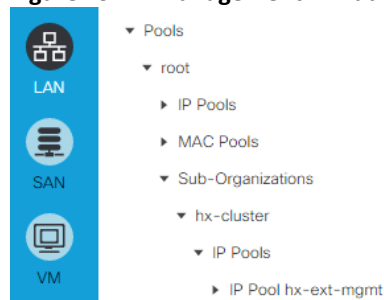 Pools
root
LAN
IP Pools
MAC Pools
SAN
Sub-Organizations
hx-cluster
IP Pools
VM
IP Pool hx-ext-mgmt